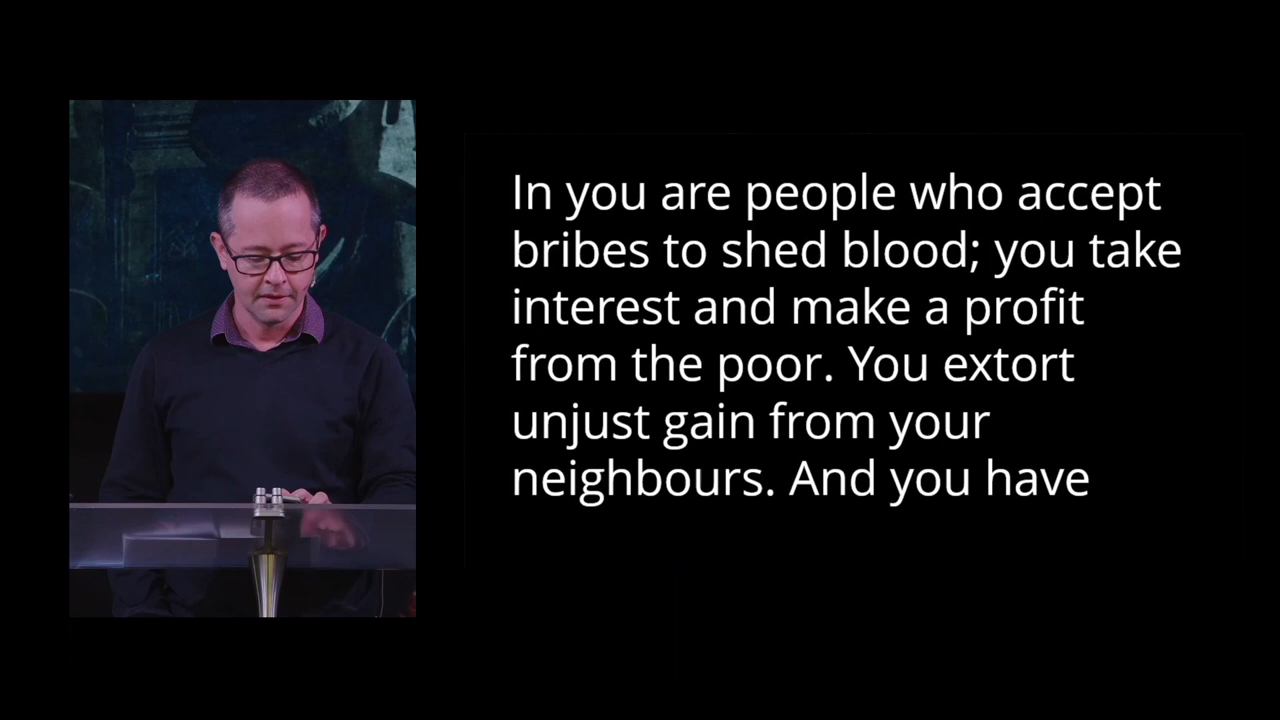 In you are people who accept
bribes to shed blood; you take
interest and make a profit
from the poor. You extort
unjust gain from your
neighbours. And you have